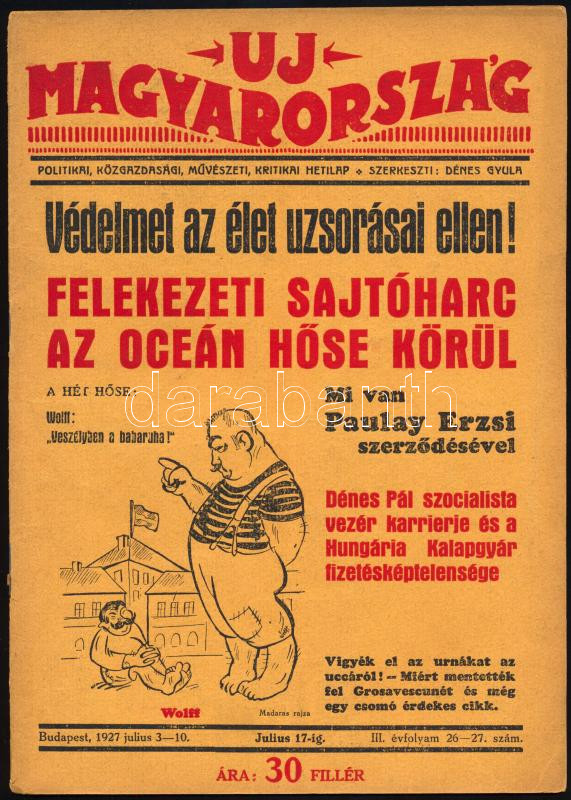 UJ
MAGYARORSZÁG
POLITIKAI, KÖZGAZDASÁGI, MŰVÉSZETI, KRITIKAI HETILAP ✦ SZERKESZTI: DÉNES GYULA
Védelmet az élet uzsorásai ellen!
FELEKEZETI SAJTÓHARC
AZ OCEÁN HŐSE KÖRÜL
A HÉT HŐSE:
Wolff:
„Veszélyben a babaruha!"
Mi van
Paulay Erzsi
szerződésével
darabanth
Dénes Pál szocialista
vezér karrierje és a
Hungária Kalapgyár
fizetésképtelensége
Vigyék el az urnákat az
uccáról! — Miért mentették
fel Grosavescunét és még
egy csomó érdekes cikk.
Wolff
Madaras rajza
Budapest, 1927 julius 3—10.
Julius 17-ig.
III. évfolyam 26—27. szám.
ÁRA: 30 FILLÉR